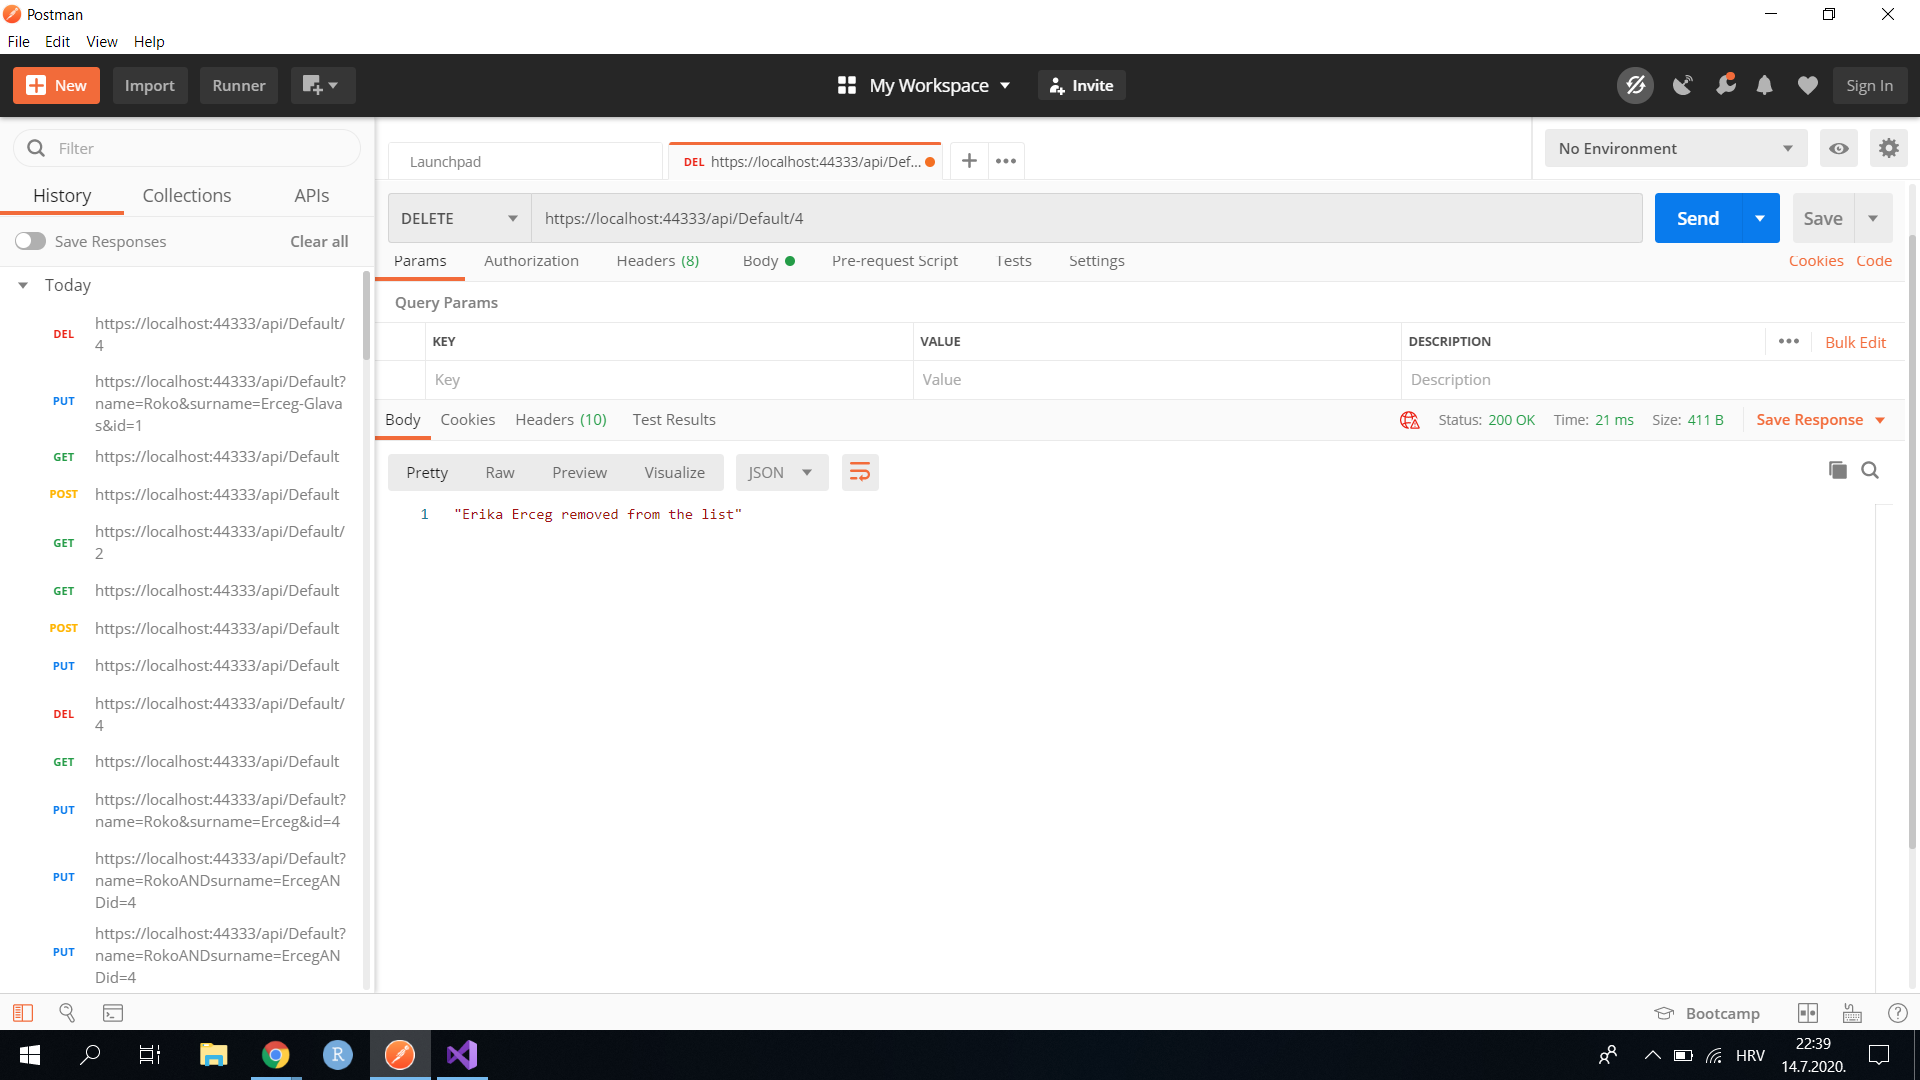 Postman
File Edit View Help
New Import Runner My Workspace Invite Sign In
Filter
History Collections APIs
Save Responses Clear all
Today
DEL https://localhost:44333/api/Default/
4
PUT https://localhost:44333/api/Default?
name=Roko&surname=Erceg-Glava
s&id=1
GET https://localhost:44333/api/Default
POST https://localhost:44333/api/Default
GET https://localhost:44333/api/Default/
2
GET https://localhost:44333/api/Default
POST https://localhost:44333/api/Default
PUT https://localhost:44333/api/Default
DEL https://localhost:44333/api/Default/
4
GET https://localhost:44333/api/Default
PUT https://localhost:44333/api/Default?
name=Roko&surname=Erceg&id=4
PUT https://localhost:44333/api/Default?
name=RokoANDsurname=ErcegAN
Did=4
PUT https://localhost:44333/api/Default?
name=RokoANDsurname=ErcegAN
Did=4
Launchpad DEL https://localhost:44333/api/Def... No Environment
DELETE https://localhost:44333/api/Default/4 Send Save
Params Authorization Headers (8) Body Pre-request Script Tests Settings Cookies Code
Query Params
KEY VALUE DESCRIPTION Bulk Edit
Key Value Description
Body Cookies Headers (10) Test Results Status: 200 OK Time: 21 ms Size: 411 B Save Response
Pretty Raw Preview Visualize JSON
1 "Erika Erceg removed from the list"
Bootcamp
R HRV 22:39
14.7.2020.